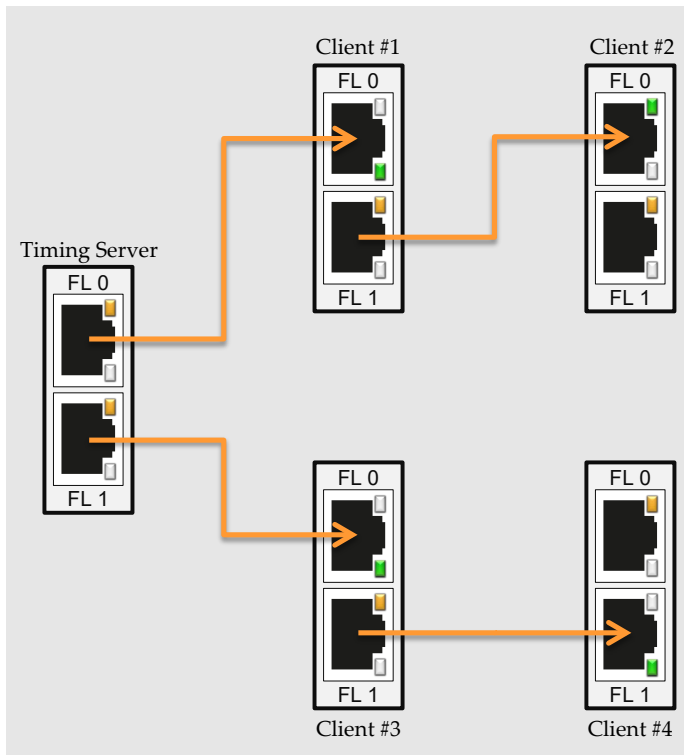 Client #1
FL 0
FL 1
Client #2
FL 0
FL 1
Timing Server
FL 0
FL 1
FL 0
FL 1
Client #3
FL 0
FL 1
Client #4